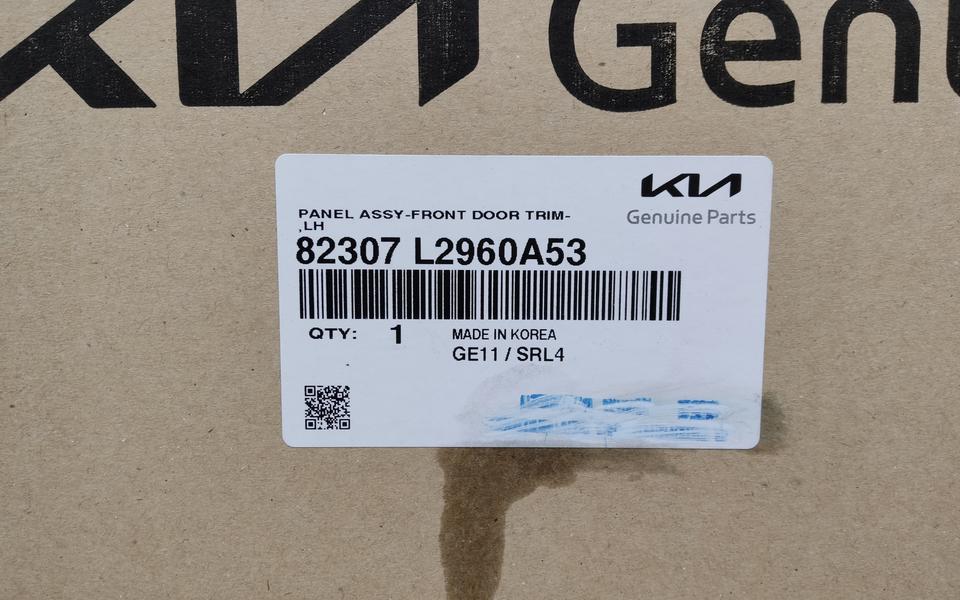 KIA Genu
KIA
Genuine Parts
PANEL ASSY-FRONT DOOR TRIM-
,LH
82307 L2960A53
QTY: 1 MADE IN KOREA
GE11 / SRL4